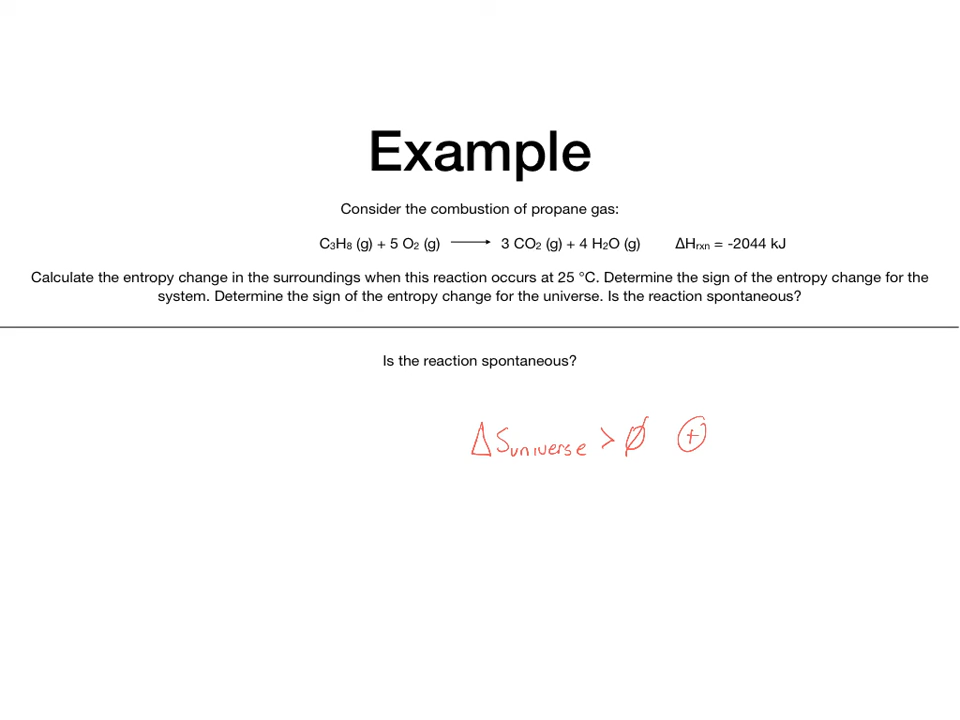 Example
Consider the combustion of propane gas:
C₃H₈ (g) + 5 O₂ (g) ⟶ 3 CO₂ (g) + 4 H₂O (g) ΔHrxn = -2044 kJ
Calculate the entropy change in the surroundings when this reaction occurs at 25 °C. Determine the sign of the entropy change for the
system. Determine the sign of the entropy change for the universe. Is the reaction spontaneous?
Is the reaction spontaneous?
ΔSuniverse > 0 +